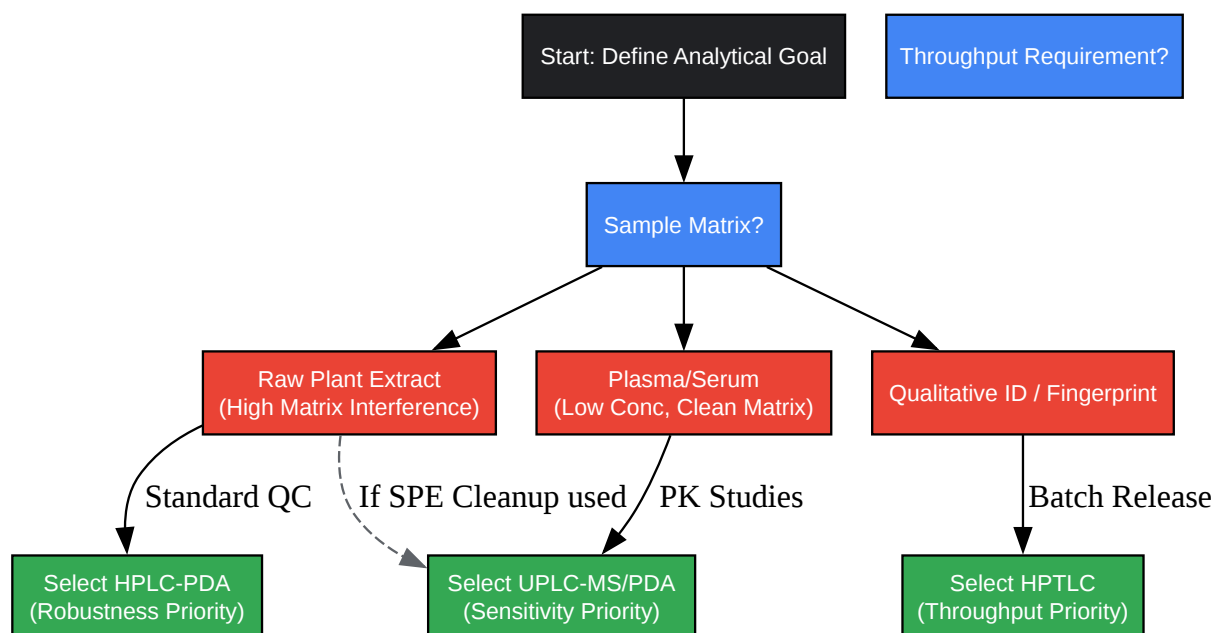 Start: Define Analytical Goal
Throughput Requirement?
Sample Matrix?
Raw Plant Extract
(High Matrix Interference)
Plasma/Serum
(Low Conc, Clean Matrix)
Qualitative ID / Fingerprint
Standard QC
If SPE Cleanup used
PK Studies
Batch Release
Select HPLC-PDA
(Robustness Priority)
Select UPLC-MS/PDA
(Sensitivity Priority)
Select HPTLC
(Throughput Priority)